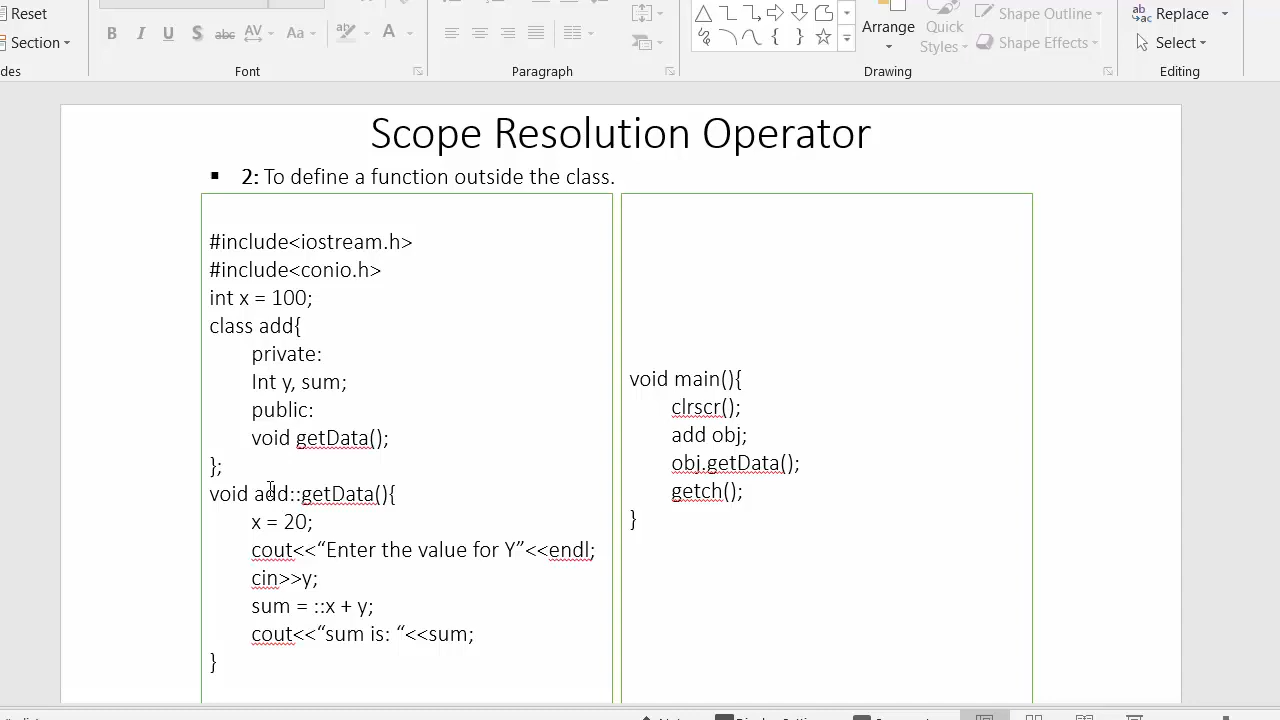 Reset
Replace
Section
Arrange
Quick
Styles
Shape Outline
Shape Effects
Select
B I U S abc AV Aa A
Font
Paragraph
Drawing
Editing
Scope Resolution Operator
▪ 2: To define a function outside the class.
#include<iostream.h>
#include<conio.h>
int x = 100;
class add{
private:
Int y, sum;
public:
void getData();
};
void add::getData(){
x = 20;
cout<<“Enter the value for Y”<<endl;
cin>>y;
sum = ::x + y;
cout<<“sum is: “<<sum;
}
void main(){
clrscr();
add obj;
obj.getData();
getch();
}